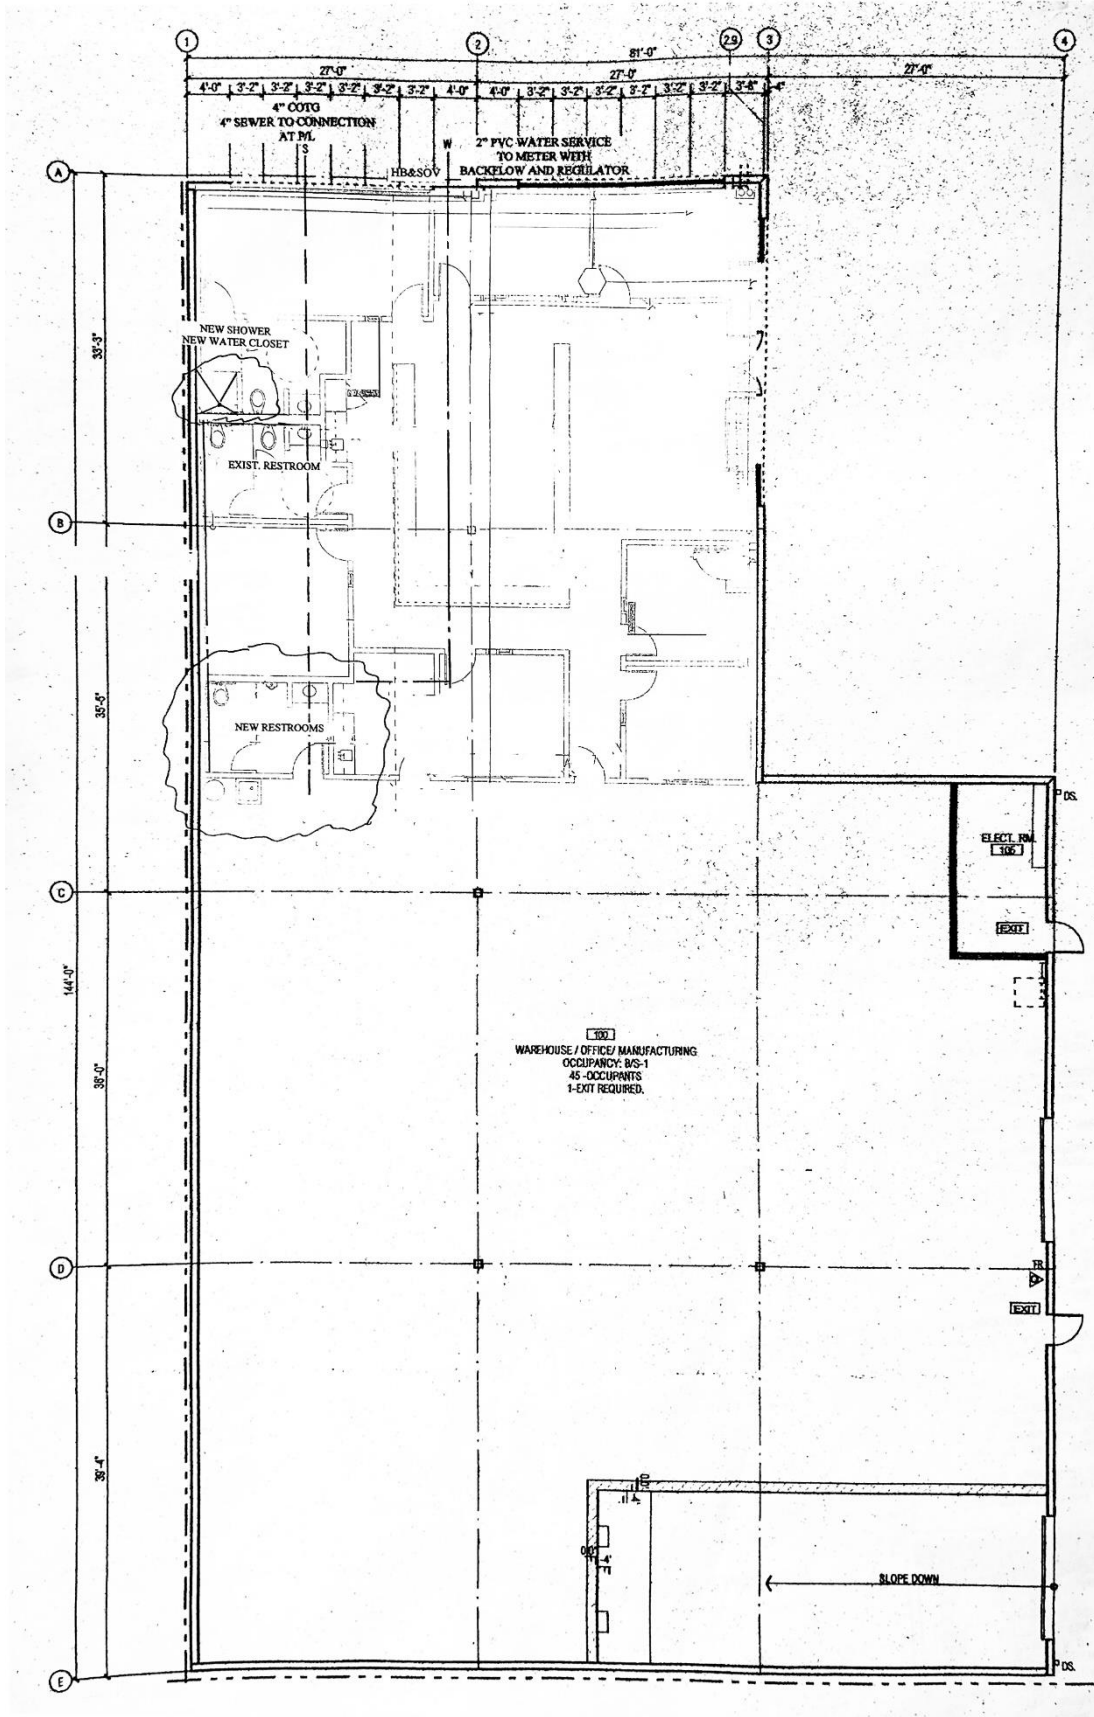 1
2
2.9
3
4
81'-0"
27'-0"
27'-0"
27'-0"
4'-0" 3'-2" 3'-2" 3'-2" 3'-2" 3'-2" 3'-2" 4'-0" 4'-0" 3'-2" 3'-2" 3'-2" 3'-2" 3'-2" 3'-2" 3'-8" 4"
4" COTG
4" SEWER TO CONNECTION
AT P/L
S
W
2" PVC WATER SERVICE
TO METER WITH
BACKFLOW AND REGULATOR
HB&SOV
A
NEW SHOWER
NEW WATER CLOSET
33'-3"
EXIST. RESTROOM
B
NEW RESTROOMS
DS.
ELECT. RM.
105
C
EXIT
144'-0"
100
WAREHOUSE / OFFICE/ MANUFACTURING
OCCUPANCY: B/S-1
45 -OCCUPANTS
1-EXIT REQUIRED.
38'-0"
D
EXIT
39'-4"
-4'
SLOPE DOWN
E
DS.